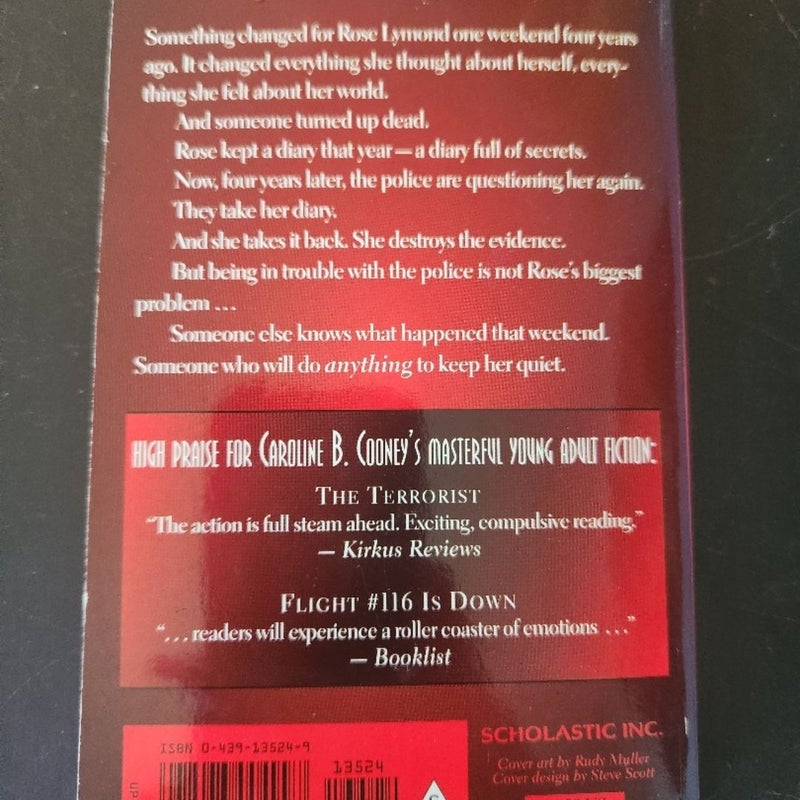 Something changed for Rose Lymond one weekend four years
ago. It changed everything she thought about herself, every-
thing she felt about her world.
And someone turned up dead.
Rose kept a diary that year—a diary full of secrets.
Now, four years later, the police are questioning her again.
They take her diary.
And she takes it back. She destroys the evidence.
But being in trouble with the police is not Rose's biggest
problem ...
Someone else knows what happened that weekend.
Someone who will do anything to keep her quiet.
HIGH PRAISE FOR CAROLINE B. COONEY'S MASTERFUL YOUNG ADULT FICTION:
THE TERRORIST
"The action is full steam ahead. Exciting, compulsive reading."
— Kirkus Reviews
FLIGHT #116 IS DOWN
"... readers will experience a roller coaster of emotions ..."
— Booklist
ISBN 0-439-13524-9
13524
SCHOLASTIC INC.
Cover art by Rudy Muller
Cover design by Steve Scott